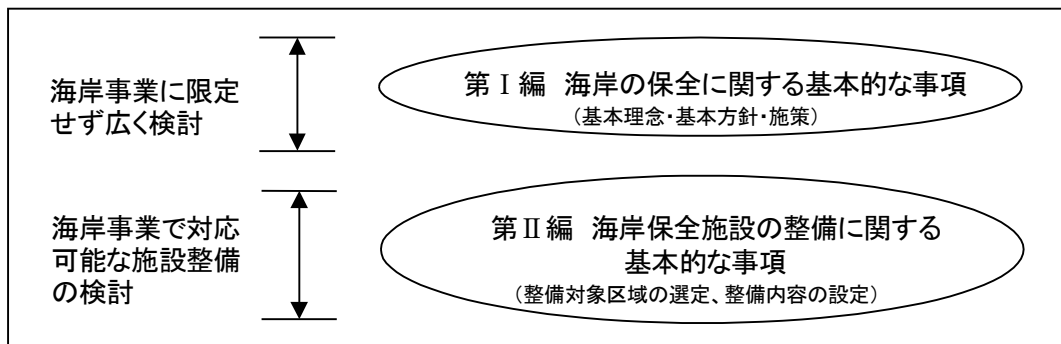 海岸事業に限定
せず広く検討
第Ⅰ編 海岸の保全に関する基本的な事項
(基本理念・基本方針・施策)
海岸事業で対応
可能な施設整備
の検討
第Ⅱ編 海岸保全施設の整備に関する
基本的な事項
(整備対象区域の選定、整備内容の設定)